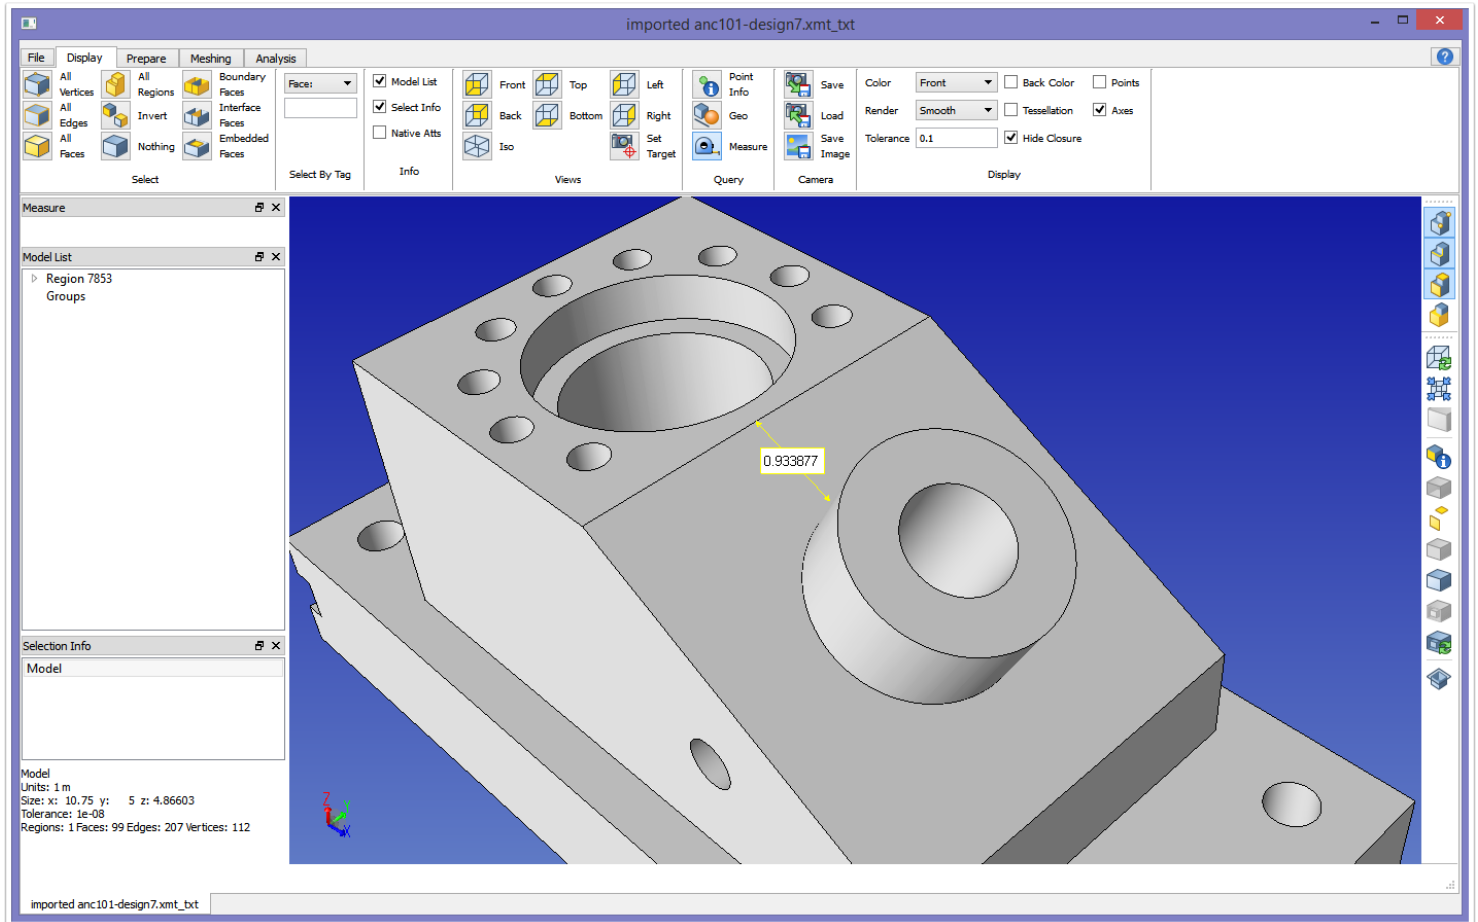 imported anc101-design7.xmt_txt
File Display Prepare Meshing Analysis
All Vertices All Regions Boundary Faces
All Edges Invert Interface Faces
All Faces Nothing Embedded Faces
Select
Face:
Select By Tag
Model List
Select Info
Native Atts
Info
Front Top Left
Back Bottom Right
Iso Set Target
Views
Point Info
Geo
Measure
Query
Save
Load
Save Image
Camera
Color Front Back Color Points
Render Smooth Tessellation Axes
Tolerance 0.1 Hide Closure
Display
Measure
Model List
Region 7853
Groups
0.933877
Selection Info
Model
Model
Units: 1 m
Size: x: 10.75 y: 5 z: 4.86603
Tolerance: 1e-08
Regions: 1 Faces: 99 Edges: 207 Vertices: 112
Z
Y
X
imported anc101-design7.xmt_txt